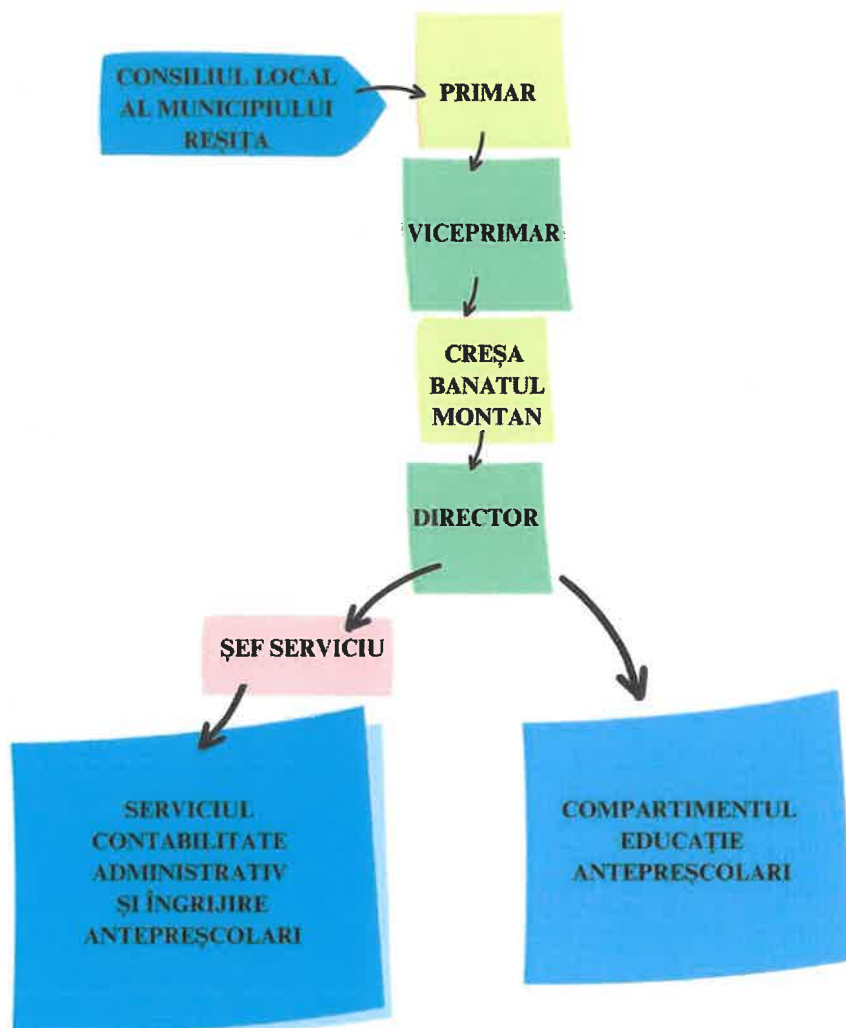 CONSILIUL LOCAL
AL MUNICIPIULUI
REȘIȚA
PRIMAR
VICEPRIMAR
CREȘA
BANATUL
MONTAN
DIRECTOR
ȘEF SERVICIU
SERVICIUL
CONTABILITATE
ADMINISTRATIV
ȘI ÎNGRIJIRE
ANTEPREȘCOLARI
COMPARTIMENTUL
EDUCAȚIE
ANTEPREȘCOLARI